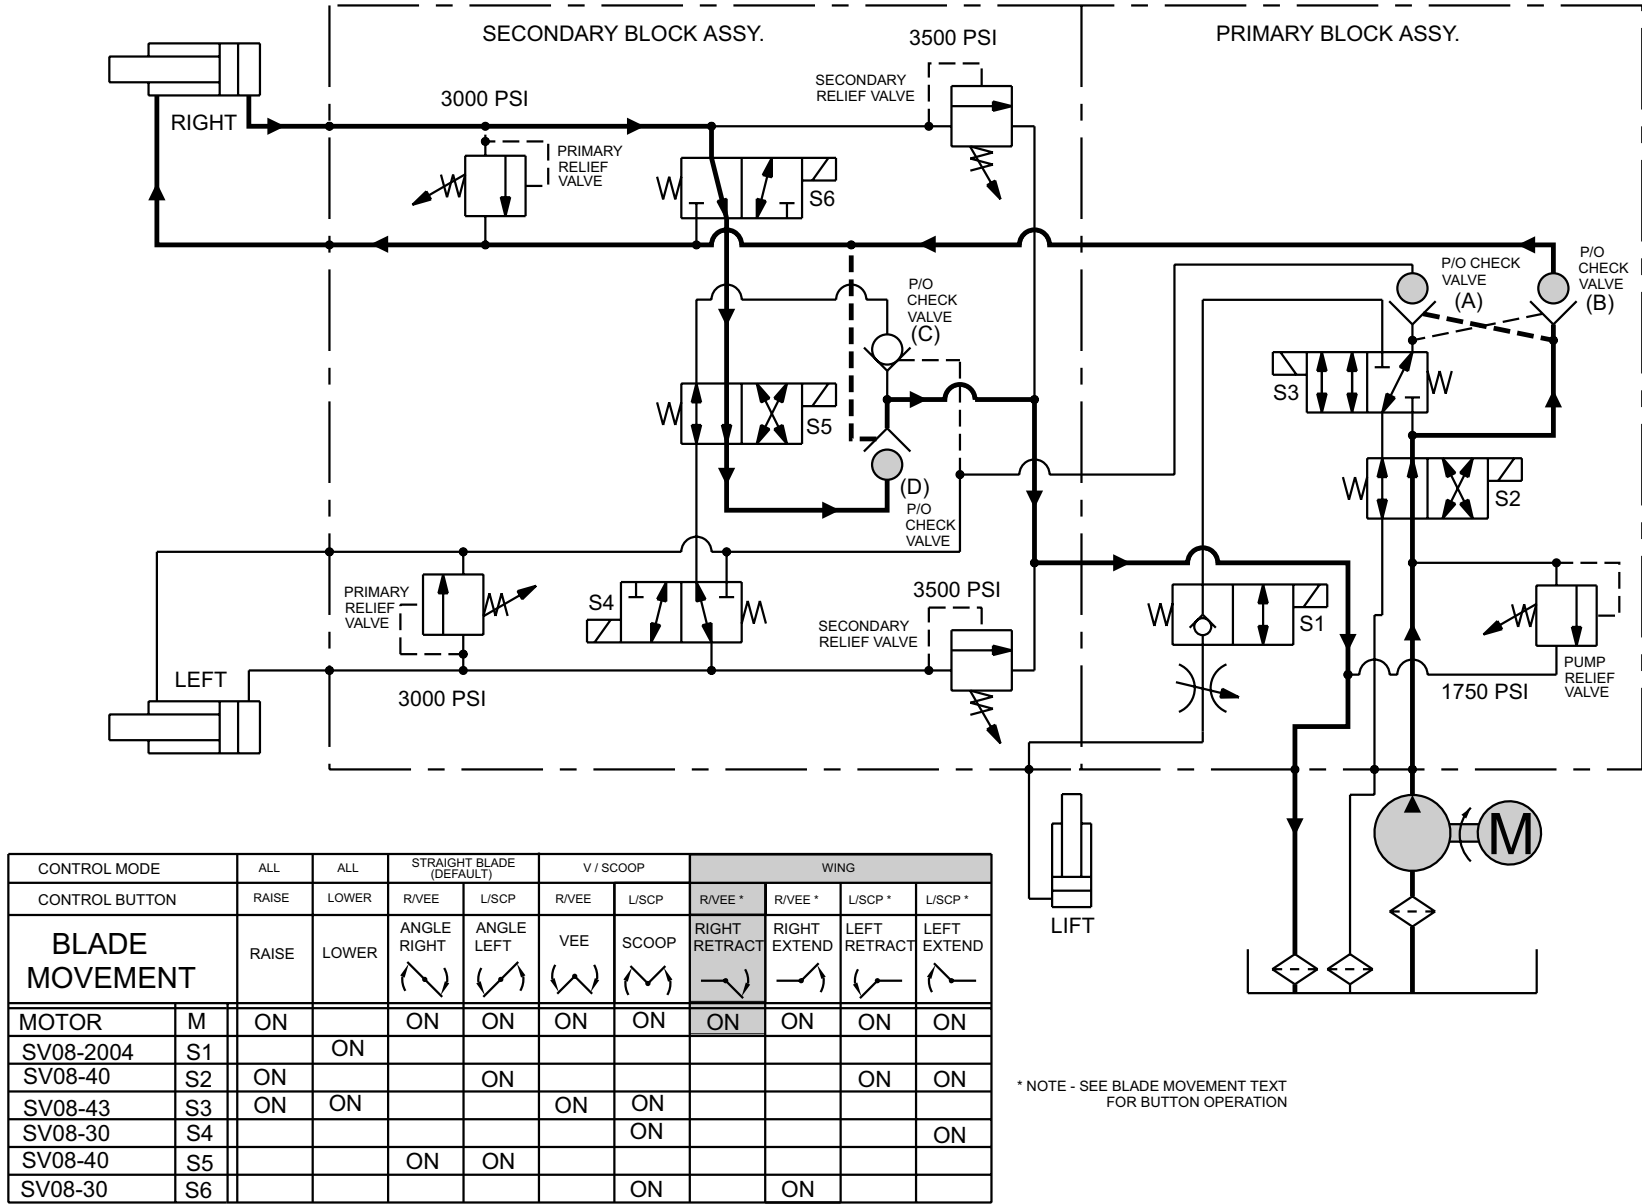 SECONDARY BLOCK ASSY.
3500 PSI
PRIMARY BLOCK ASSY.
SECONDARY
RELIEF VALVE
3000 PSI
RIGHT
PRIMARY
RELIEF
VALVE
S6
P/O
CHECK
VALVE
(C)
P/O CHECK
VALVE
(A)
P/O
CHECK
VALVE
(B)
S3
S5
S2
(D)
P/O
CHECK
VALVE
PRIMARY
RELIEF
VALVE
S4
3500 PSI
SECONDARY
RELIEF VALVE
S1
LEFT
3000 PSI
1750 PSI
PUMP
RELIEF
VALVE
M
LIFT
CONTROL MODE ALL ALL STRAIGHT BLADE (DEFAULT) V / SCOOP WING
CONTROL BUTTON RAISE LOWER R/VEE L/SCP R/VEE L/SCP R/VEE * R/VEE * L/SCP * L/SCP *
BLADE MOVEMENT RAISE LOWER ANGLE RIGHT ANGLE LEFT VEE SCOOP RIGHT RETRACT RIGHT EXTEND LEFT RETRACT LEFT EXTEND
MOTOR M ON ON ON ON ON ON ON ON ON
SV08-2004 S1 ON
SV08-40 S2 ON ON ON ON
SV08-43 S3 ON ON ON ON
SV08-30 S4 ON ON
SV08-40 S5 ON ON
SV08-30 S6 ON ON
* NOTE - SEE BLADE MOVEMENT TEXT
FOR BUTTON OPERATION